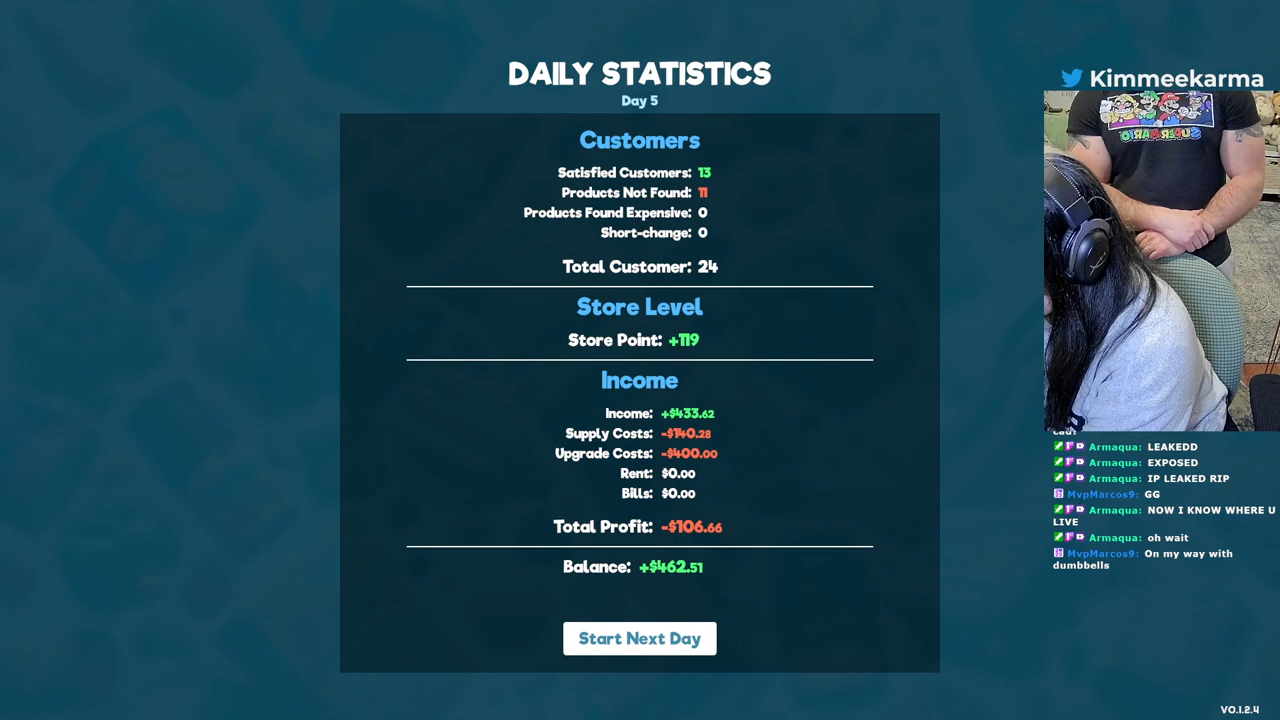 DAILY STATISTICS
Day 5
Customers
Satisfied Customers: 13
Products Not Found: 11
Products Found Expensive: 0
Short-change: 0
Total Customer: 24
Store Level
Store Point: +119
Income
Income: +$433.62
Supply Costs: -$140.28
Upgrade Costs: -$400.00
Rent: $0.00
Bills: $0.00
Total Profit: -$106.66
Balance: +$462.51
Start Next Day
Kimmeekarma
SUPERMARIO
Armaqua: LEAKEDD
Armaqua: EXPOSED
Armaqua: IP LEAKED RIP
MvpMarcos9: GG
Armaqua: NOW I KNOW WHERE U
LIVE
Armaqua: oh wait
MvpMarcos9: On my way with
dumbbells
V0.1.2.4